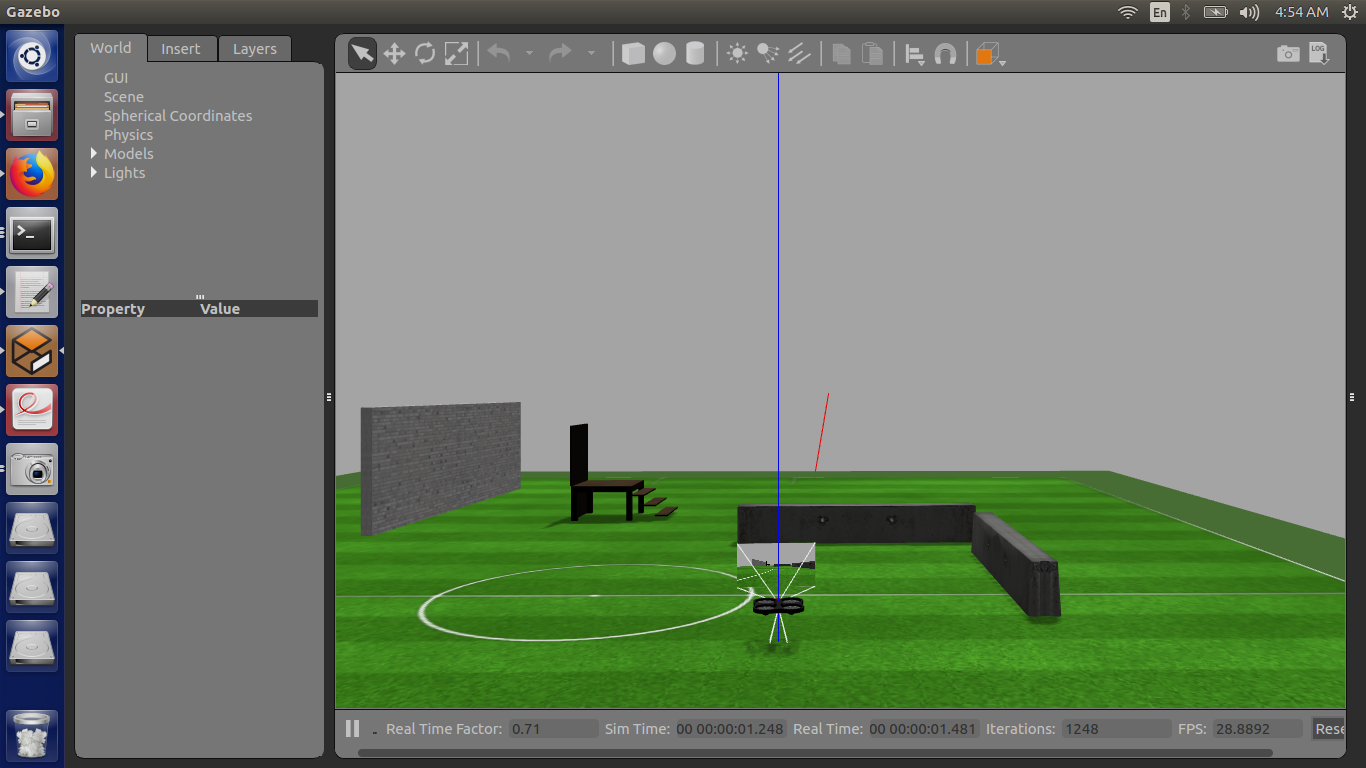 Gazebo
En
4:54 AM
World
Insert
Layers
LOG
GUI
Scene
Spherical Coordinates
Physics
Models
Lights
Property Value
Real Time Factor: 0.71 Sim Time: 00 00:00:01.248 Real Time: 00 00:00:01.481 Iterations: 1248 FPS: 28.8892 Rese